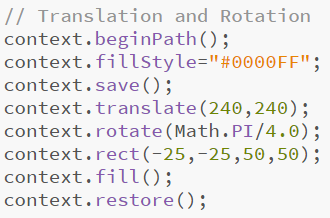 // Translation and Rotation
context.beginPath();
context.fillStyle="#0000FF";
context.save();
context.translate(240,240);
context.rotate(Math.PI/4.0);
context.rect(-25,-25,50,50);
context.fill();
context.restore();